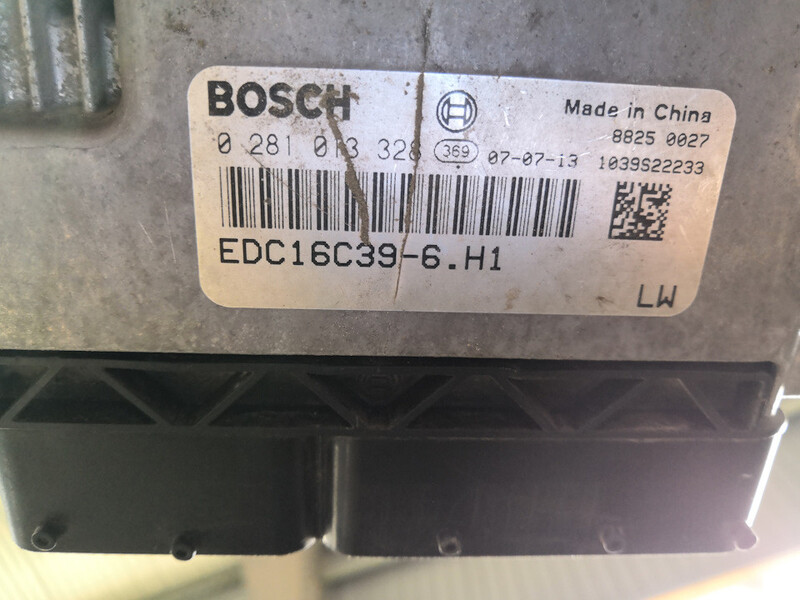 BOSCH
Made in China
8825 0027
0 281 013 328 369 07-07-13 1039S22233
EDC16C39-6.H1
LW